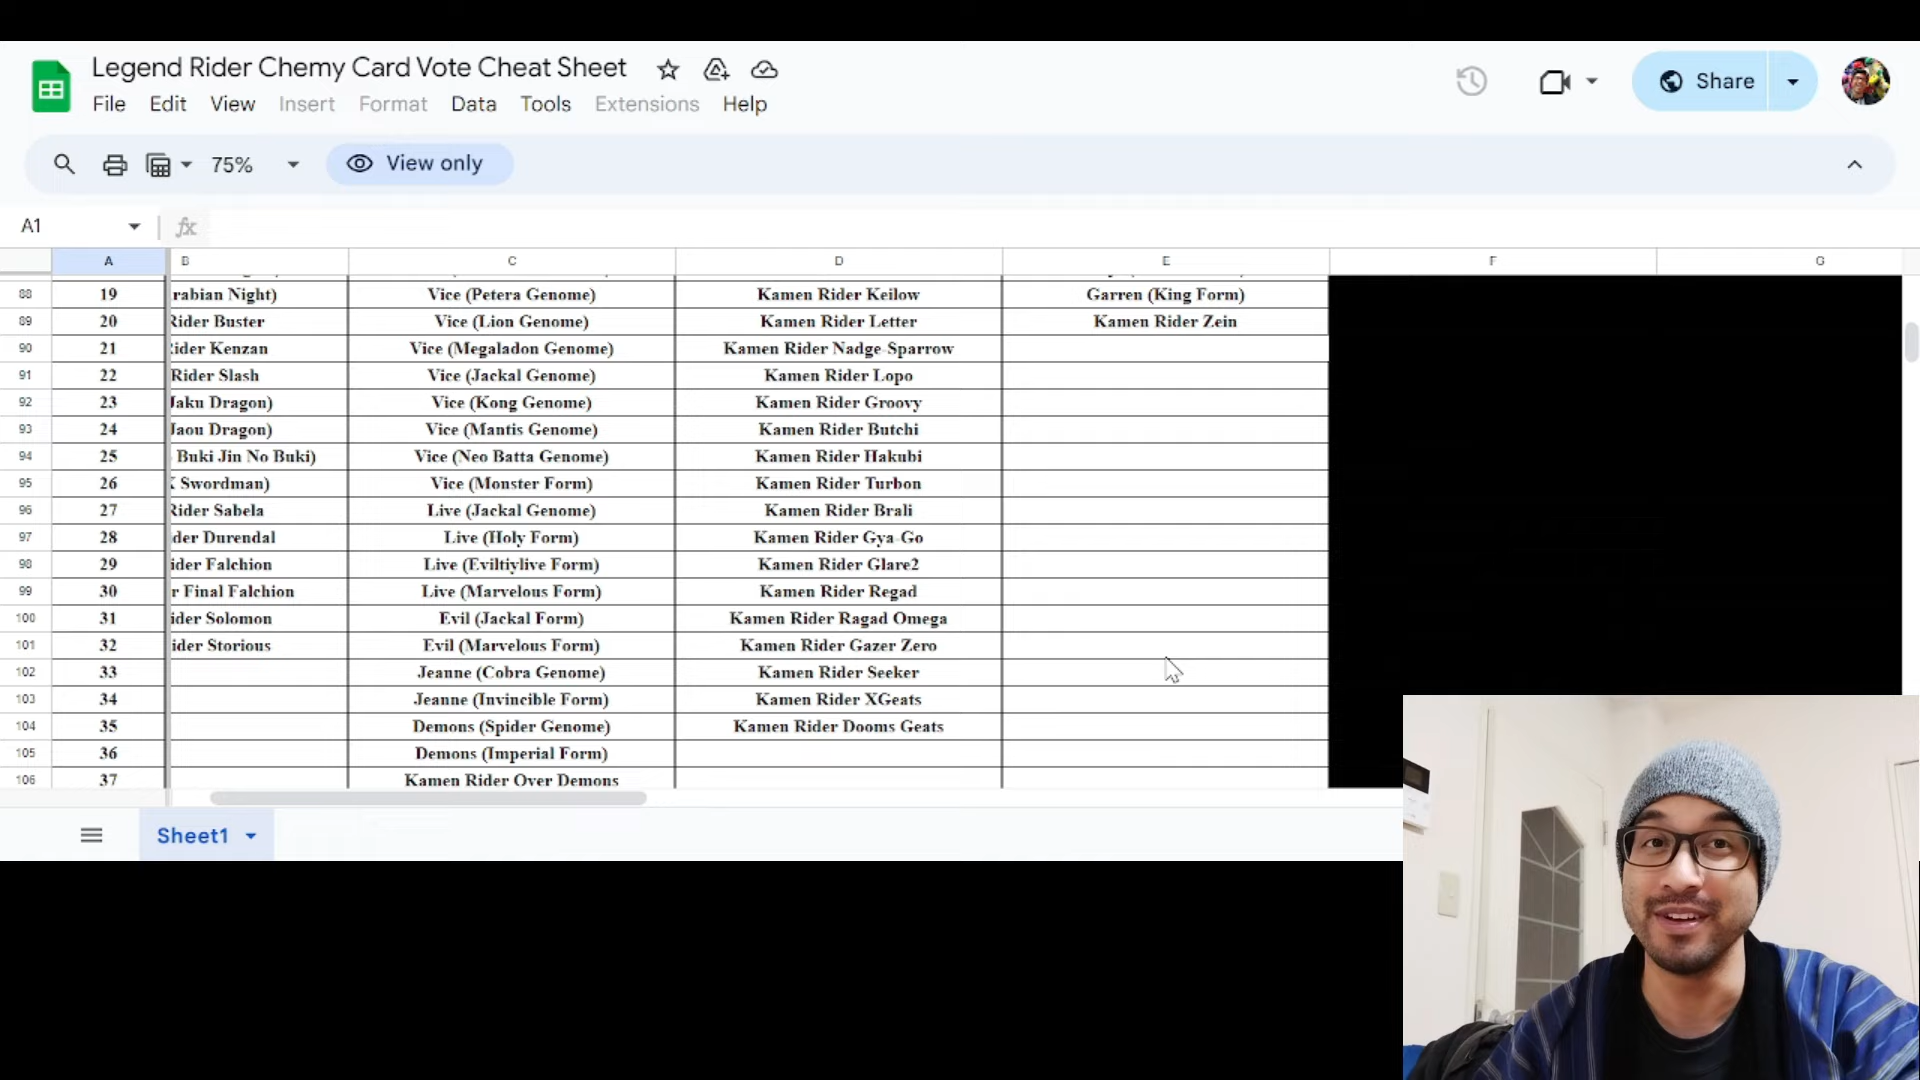 Legend Rider Chemy Card Vote Cheat Sheet
File Edit View Insert Format Data Tools Extensions Help
Share
75% View only
A1 fx
A B C D E F G
88 19 rabian Night) Vice (Petera Genome) Kamen Rider Keilow Garren (King Form)
89 20 Rider Buster Vice (Lion Genome) Kamen Rider Letter Kamen Rider Zein
90 21 ider Kenzan Vice (Megaladon Genome) Kamen Rider Nadge-Sparrow
91 22 Rider Slash Vice (Jackal Genome) Kamen Rider Lopo
92 23 Jaku Dragon) Vice (Kong Genome) Kamen Rider Groovy
93 24 Jaou Dragon) Vice (Mantis Genome) Kamen Rider Butchi
94 25 Buki Jin No Buki) Vice (Neo Batta Genome) Kamen Rider Hakubi
95 26 Swordman) Vice (Monster Form) Kamen Rider Turbon
96 27 Rider Sabela Live (Jackal Genome) Kamen Rider Brali
97 28 der Durendal Live (Holy Form) Kamen Rider Gya-Go
98 29 ider Falchion Live (Eviltiylive Form) Kamen Rider Glare2
99 30 r Final Falchion Live (Marvelous Form) Kamen Rider Regad
100 31 ider Solomon Evil (Jackal Form) Kamen Rider Ragad Omega
101 32 ider Storious Evil (Marvelous Form) Kamen Rider Gazer Zero
102 33 Jeanne (Cobra Genome) Kamen Rider Seeker
103 34 Jeanne (Invincible Form) Kamen Rider XGeats
104 35 Demons (Spider Genome) Kamen Rider Dooms Geats
105 36 Demons (Imperial Form)
106 37 Kamen Rider Over Demons
Sheet1